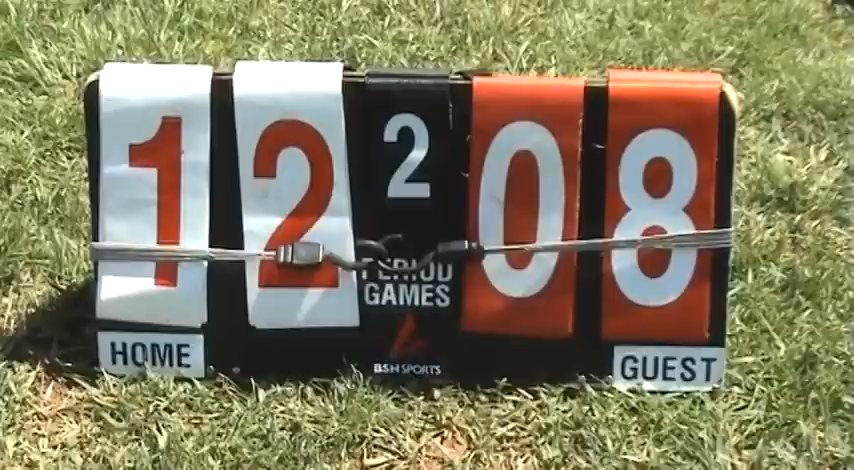 12 2 08
PERIOD
GAMES
HOME
GUEST
BSN SPORTS